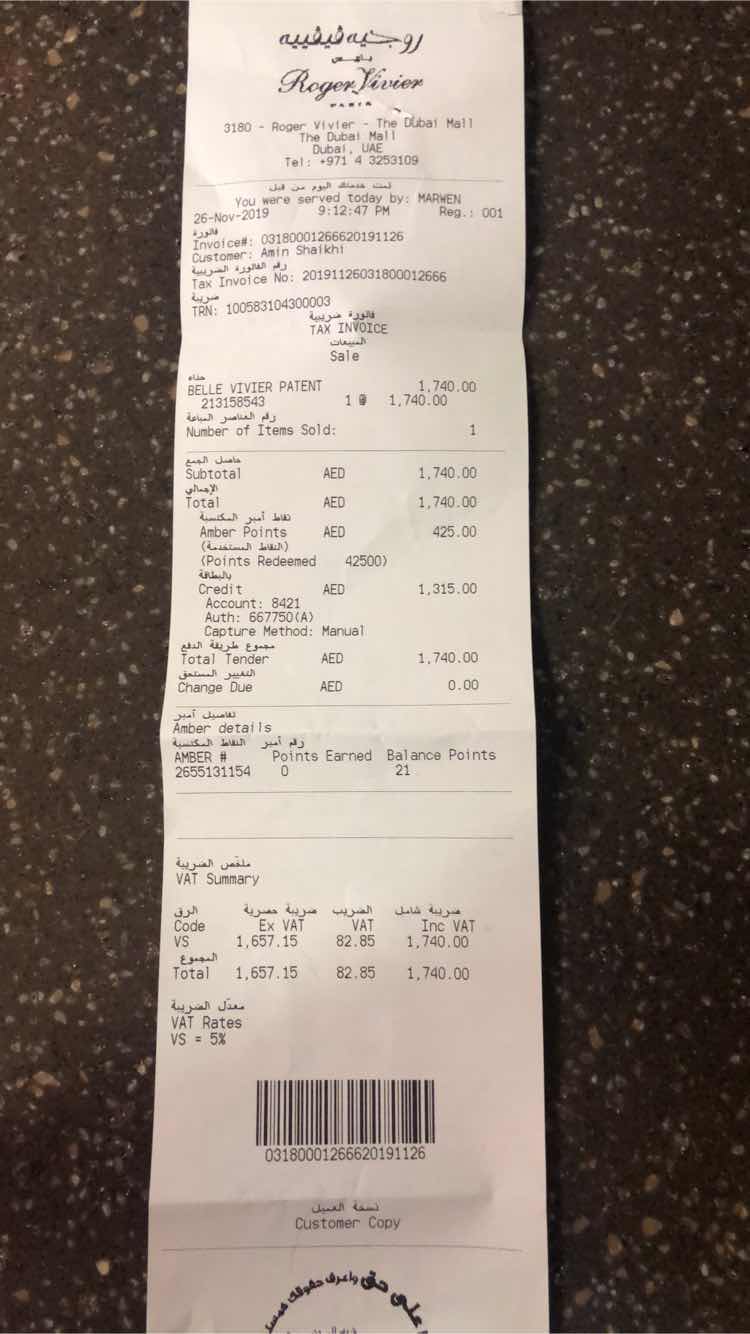 روجيه فيفييه
باريس
Roger Vivier
PARIS
3180 - Roger Vivier - The Dubai Mall
The Dubai Mall
Dubai, UAE
Tel: +971 4 3253109
تمت خدمتك اليوم من قبل
You were served today by: MARWEN
26-Nov-2019 9:12:47 PM Reg.: 001
فاتورة
Invoice#: 03180001266620191126
Customer: Amin Shaikhi
رقم الفاتورة الضريبية
Tax Invoice No: 20191126031800012666
ضريبة
TRN: 100583104300003
فاتورة ضريبية
TAX INVOICE
المبيعات
Sale
حذاء
BELLE VIVIER PATENT 1,740.00
213158543 1 @ 1,740.00
رقم العناصر المباعة
Number of Items Sold: 1
حاصل الجمع
Subtotal AED 1,740.00
الإجمالي
Total AED 1,740.00
نقاط أمبر المكتسبة
Amber Points AED 425.00
(النقاط المستخدمة)
(Points Redeemed 42500)
بالبطاقة
Credit AED 1,315.00
Account: 8421
Auth: 667750(A)
Capture Method: Manual
مجموع طريقة الدفع
Total Tender AED 1,740.00
التغيير المستحق
Change Due AED 0.00
تفاصيل أمبر
Amber details
رقم أمبر النقاط المكتسبة
AMBER # Points Earned Balance Points
2655131154 0 21
ملخص الضريبة
VAT Summary
الرق ضريبة حصرية الضريب ضريبة شامل
Code Ex VAT VAT Inc VAT
VS 1,657.15 82.85 1,740.00
المجموع
Total 1,657.15 82.85 1,740.00
معدّل الضريبة
VAT Rates
VS = 5%
03180001266620191126
نسخة العميل
Customer Copy
على حق واعرف حقوقك